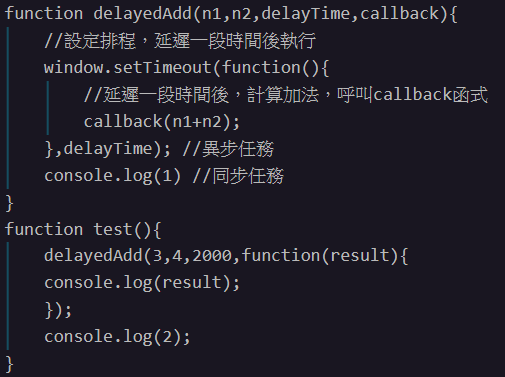 function delayedAdd(n1,n2,delayTime,callback){
    //設定排程，延遲一段時間後執行
    window.setTimeout(function(){
        //延遲一段時間後，計算加法，呼叫callback函式
        callback(n1+n2);
    },delayTime); //異步任務
    console.log(1) //同步任務
}
function test(){
    delayedAdd(3,4,2000,function(result){
    console.log(result);
    });
    console.log(2);
}